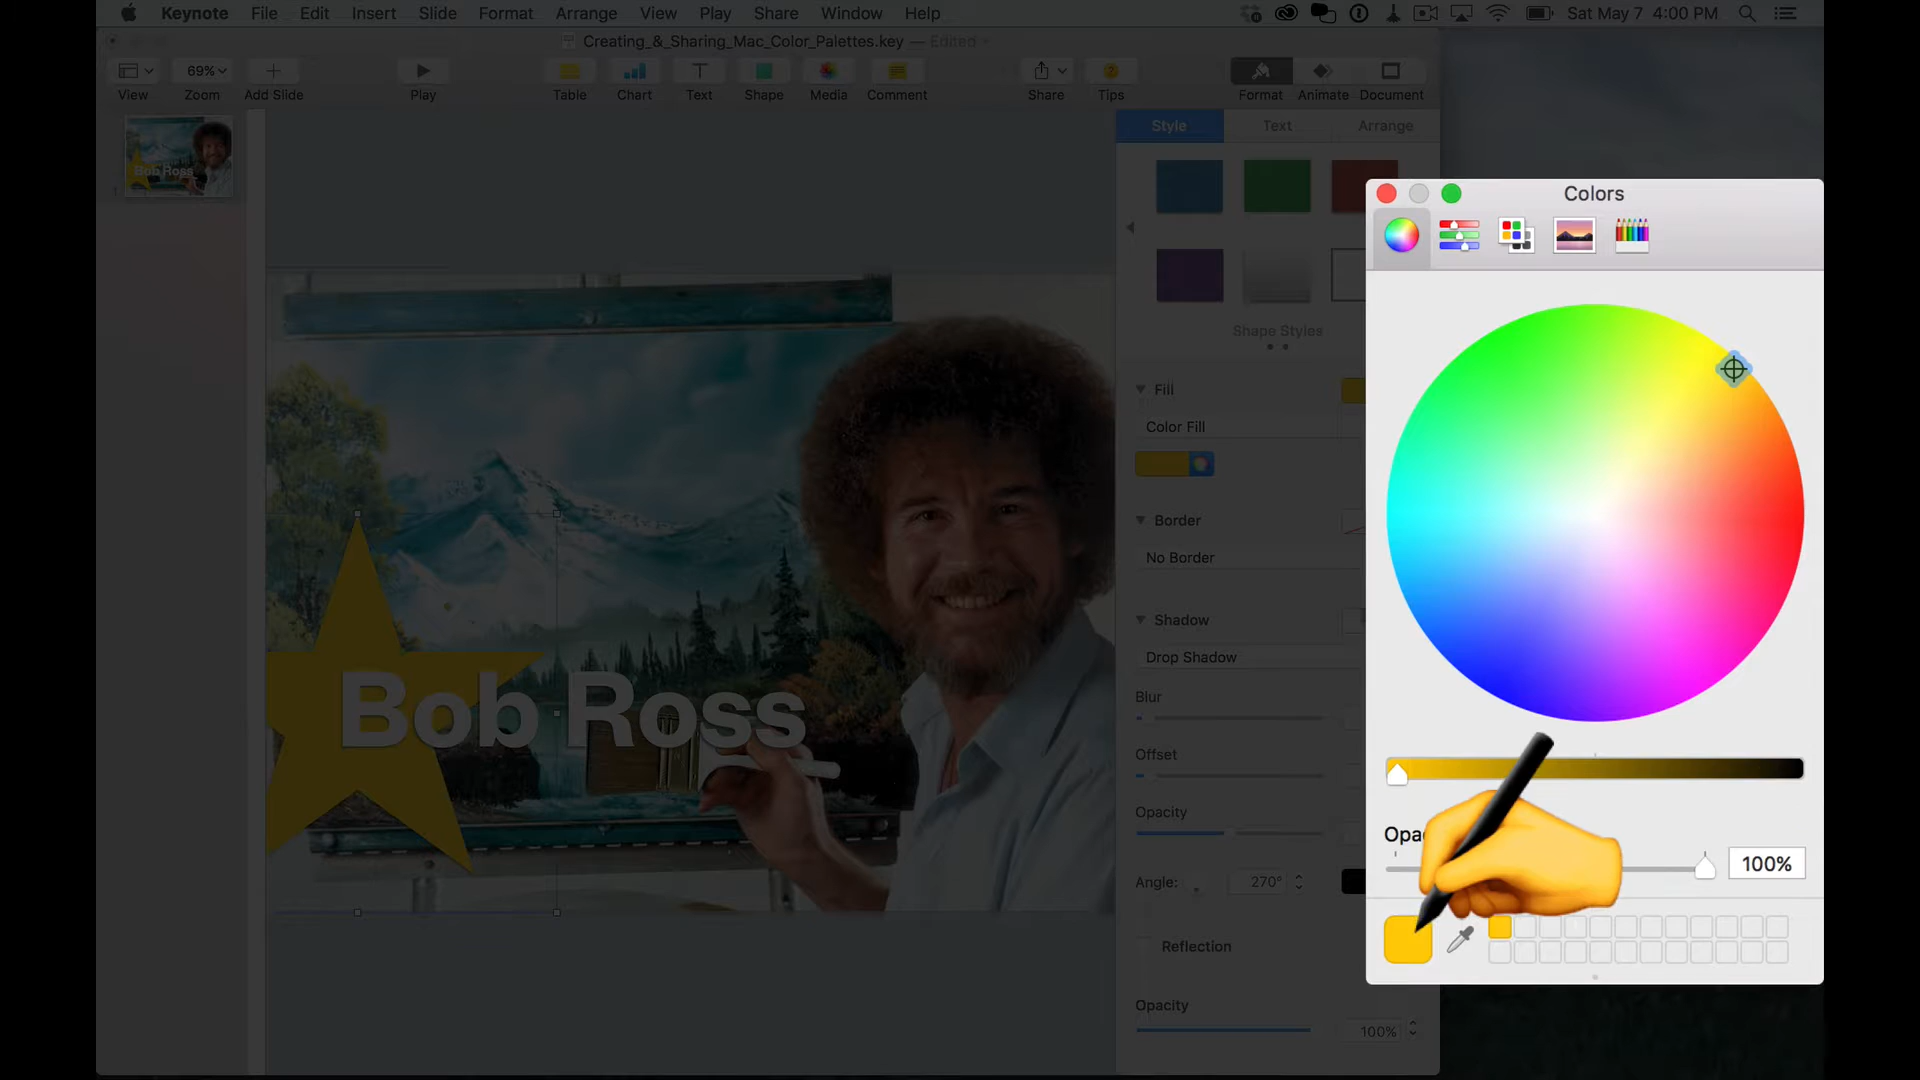 Keynote File Edit Insert Slide Format Arrange View Play Share Window Help Sat May 7 4:00 PM
Creating_&_Sharing_Mac_Color_Palettes.key — Edited
69%
View Zoom Add Slide Play Table Chart Text Shape Media Comment Share Tips Format Animate Document
Style Text Arrange
Bob Ross
1
Shape Styles
Fill
Color Fill
Border
No Border
Shadow
Drop Shadow
Blur
Offset
Opacity
Angle: 270°
Reflection
Opacity
100%
Bob Ross
Colors
Opa
100%